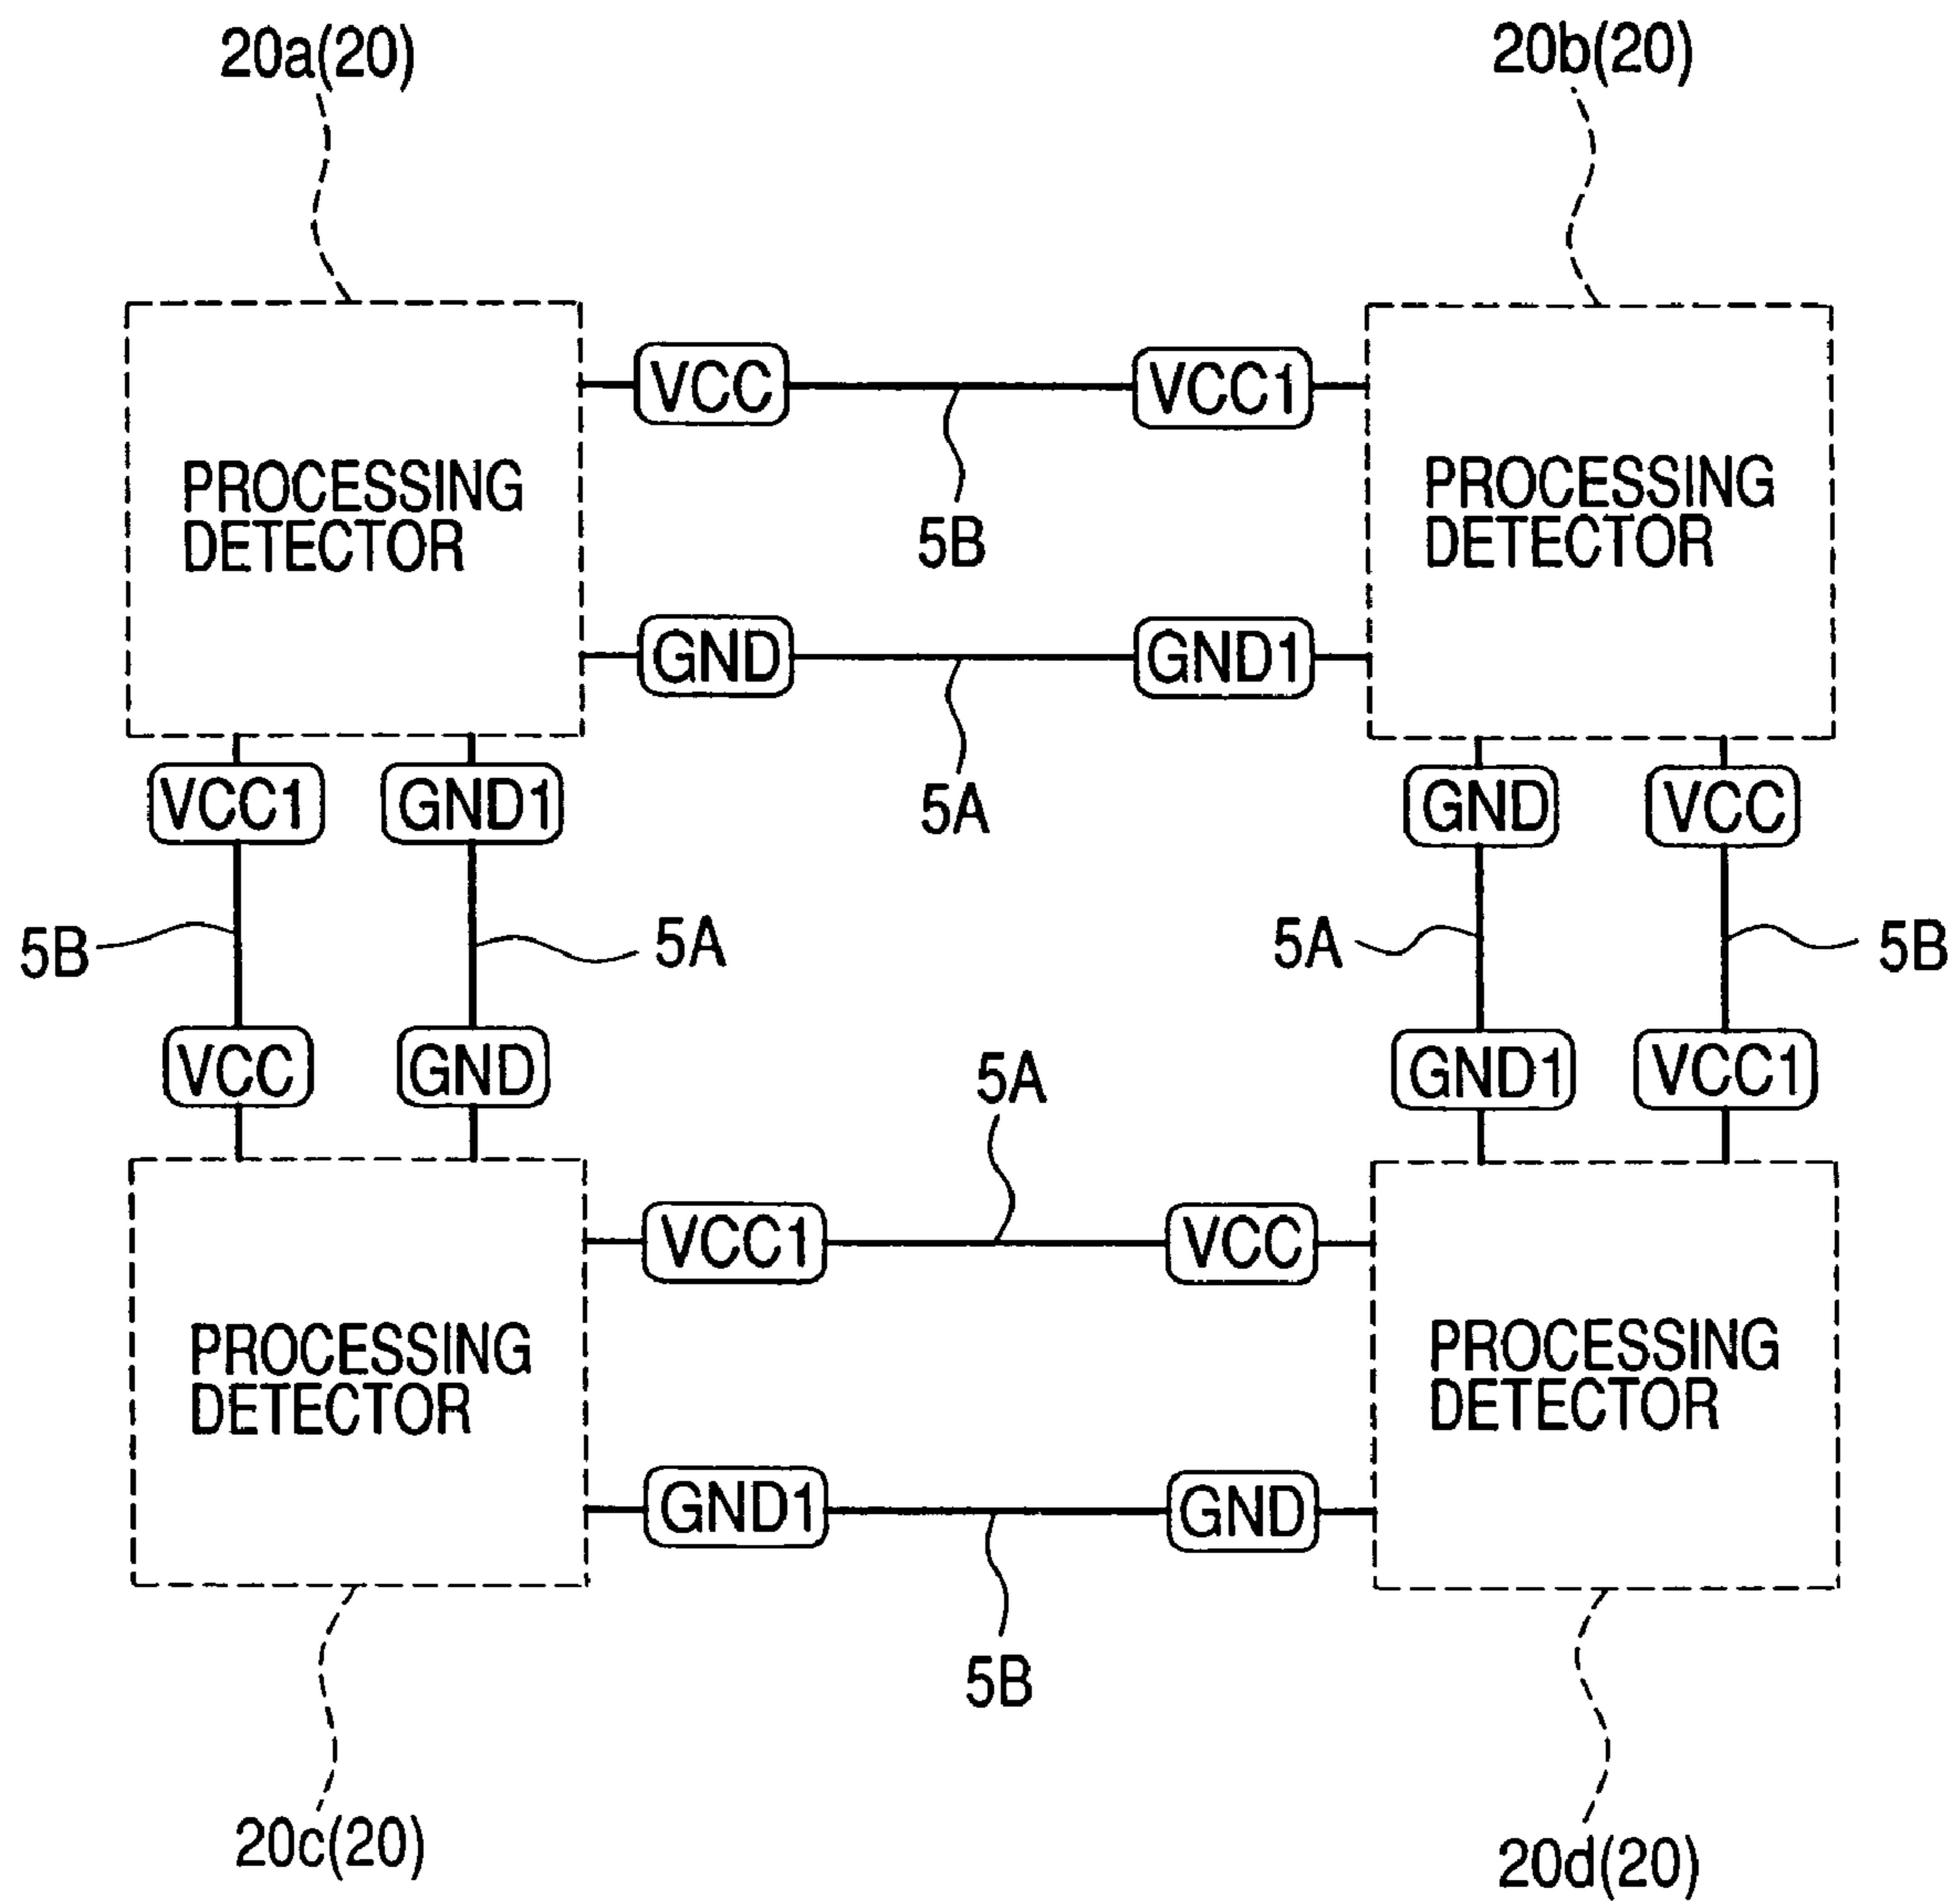 20a(20)
20b(20)
VCC
VCC1
PROCESSING
DETECTOR
PROCESSING
DETECTOR
5B
GND
GND1
5A
VCC1
GND1
GND
VCC
5B
5A
5A
5B
VCC
GND
GND1
VCC1
5A
VCC1
VCC
PROCESSING
DETECTOR
PROCESSING
DETECTOR
GND1
GND
5B
20c(20)
20d(20)